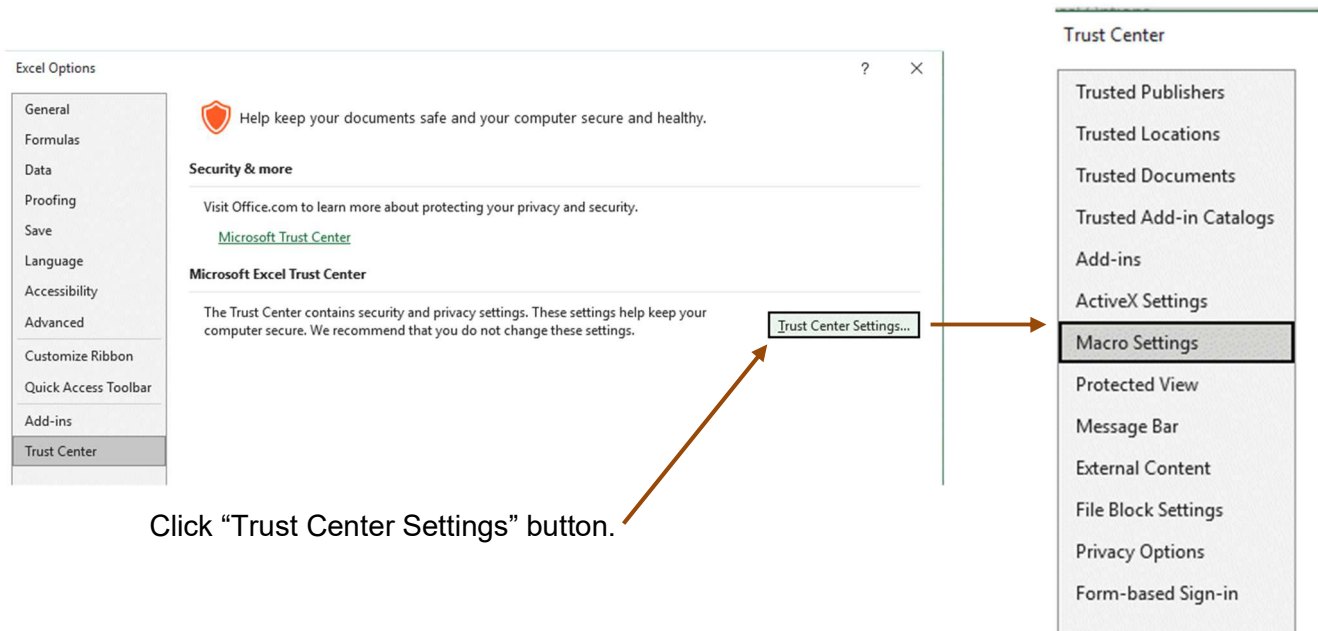 Excel Options
?
×
General
Formulas
Data
Proofing
Save
Language
Accessibility
Advanced
Customize Ribbon
Quick Access Toolbar
Add-ins
Trust Center
Help keep your documents safe and your computer secure and healthy.
Security & more
Visit Office.com to learn more about protecting your privacy and security.
Microsoft Trust Center
Microsoft Excel Trust Center
The Trust Center contains security and privacy settings. These settings help keep your
computer secure. We recommend that you do not change these settings.
Trust Center Settings...
Click “Trust Center Settings” button.
Trust Center
Trusted Publishers
Trusted Locations
Trusted Documents
Trusted Add-in Catalogs
Add-ins
ActiveX Settings
Macro Settings
Protected View
Message Bar
External Content
File Block Settings
Privacy Options
Form-based Sign-in